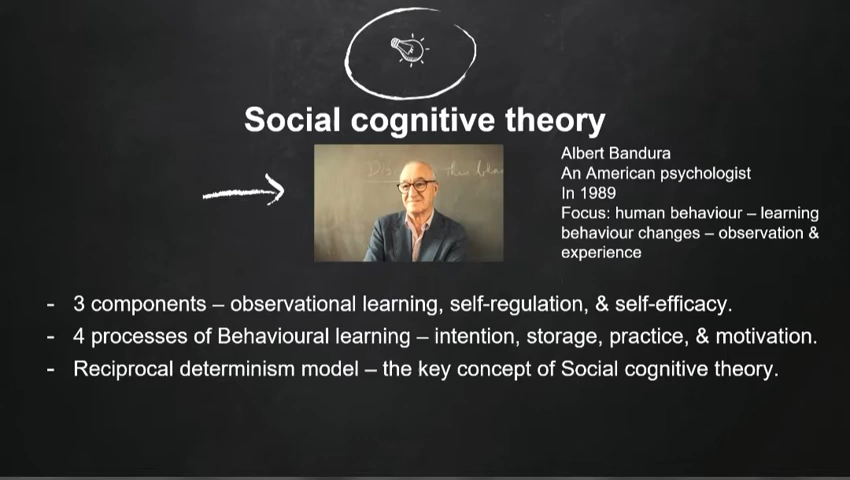 Social cognitive theory
Albert Bandura
An American psychologist
In 1989
Focus: human behaviour – learning
behaviour changes – observation &
experience
- 3 components – observational learning, self-regulation, & self-efficacy.
- 4 processes of Behavioural learning – intention, storage, practice, & motivation.
- Reciprocal determinism model – the key concept of Social cognitive theory.